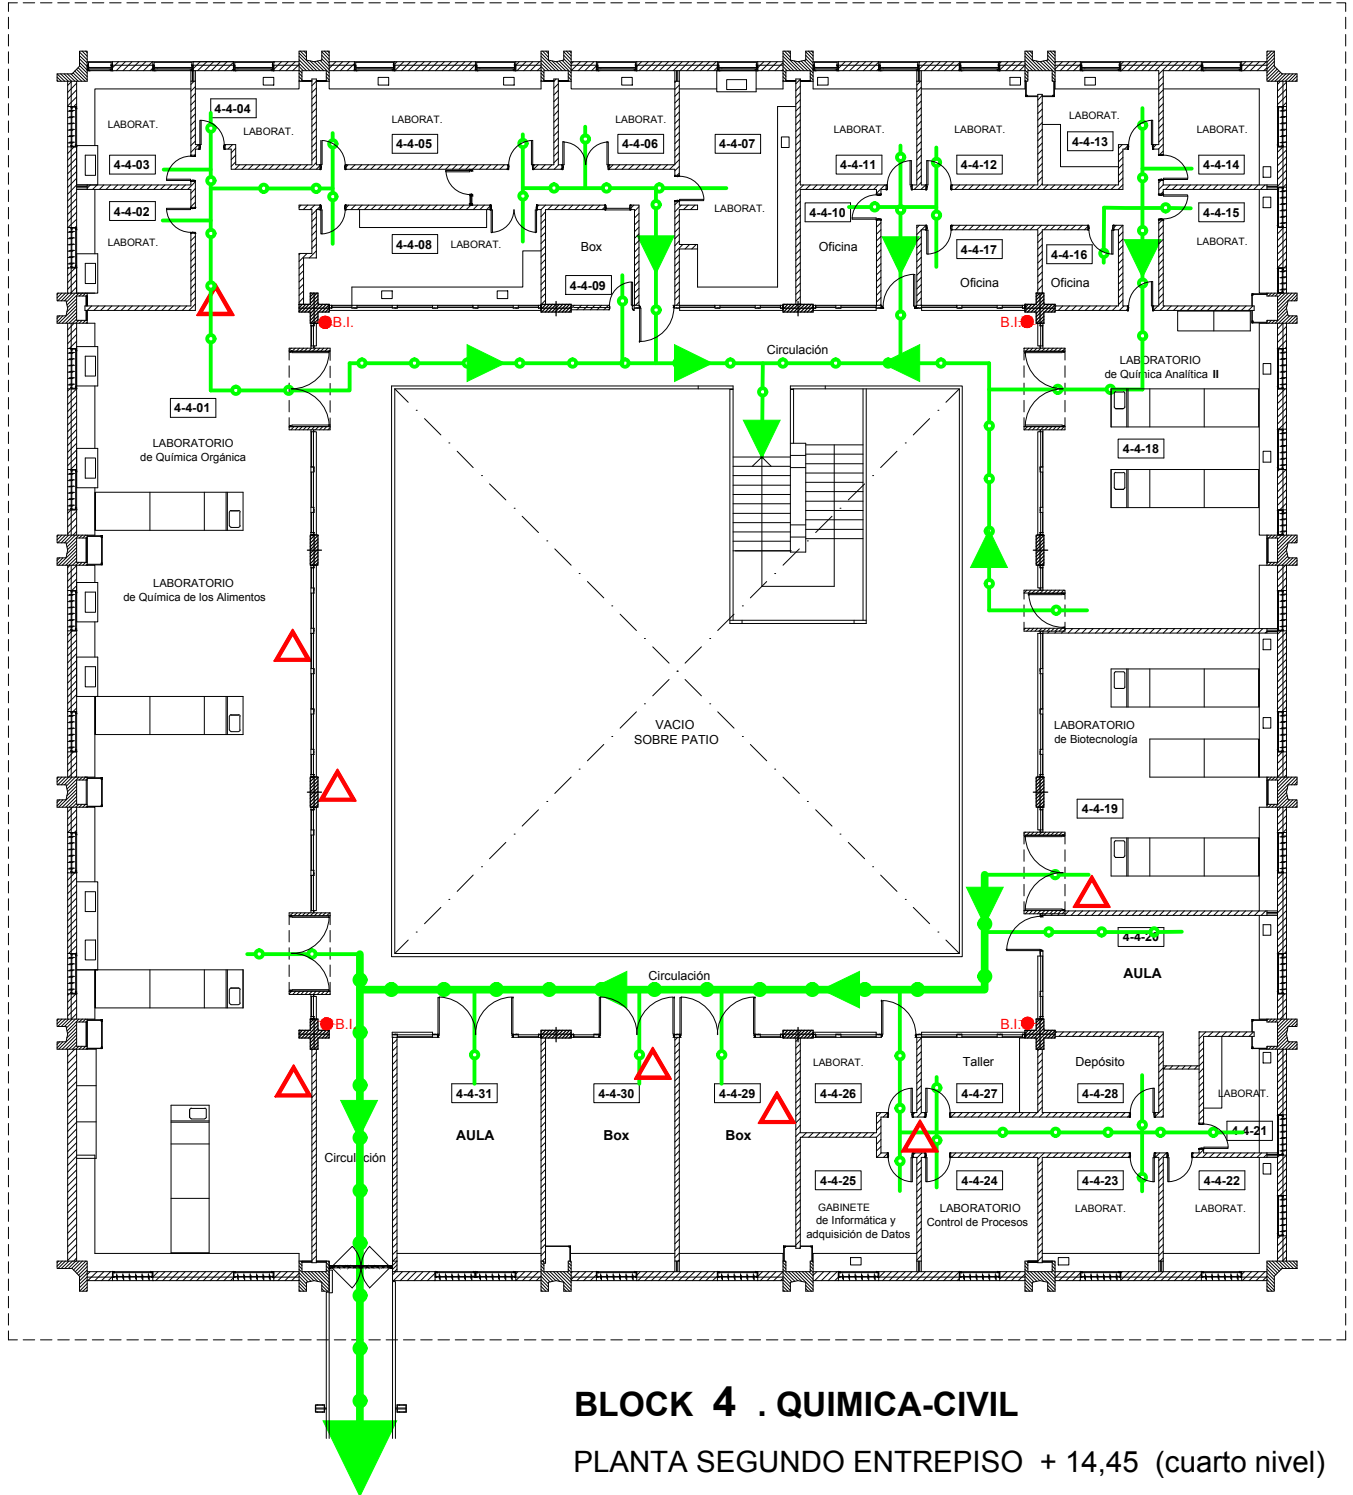 4-4-04
LABORAT.
LABORAT.
4-4-03
LABORAT.
4-4-05
LABORAT.
4-4-06
4-4-07
LABORAT.
LABORAT.
4-4-11
LABORAT.
4-4-12
LABORAT.
4-4-13
LABORAT.
4-4-14
4-4-02
LABORAT.
4-4-08
LABORAT.
Box
4-4-09
4-4-10
Oficina
4-4-17
Oficina
4-4-16
Oficina
4-4-15
LABORAT.
B.I.
B.I.
Circulación
LABORATORIO
de Química Analítica II
4-4-01
LABORATORIO
de Química Orgánica
4-4-18
LABORATORIO
de Química de los Alimentos
VACIO
SOBRE PATIO
LABORATORIO
de Biotecnología
4-4-19
4-4-20
AULA
Circulación
B.I.
B.I.
LABORAT.
4-4-26
Taller
4-4-27
Depósito
4-4-28
LABORAT.
4-4-21
4-4-31
AULA
4-4-30
Box
4-4-29
Box
Circulación
4-4-25
GABINETE
de Informática y
adquisición de Datos
4-4-24
LABORATORIO
Control de Procesos
4-4-23
LABORAT.
4-4-22
LABORAT.
BLOCK 4 . QUIMICA-CIVIL
PLANTA SEGUNDO ENTREPISO + 14,45 (cuarto nivel)